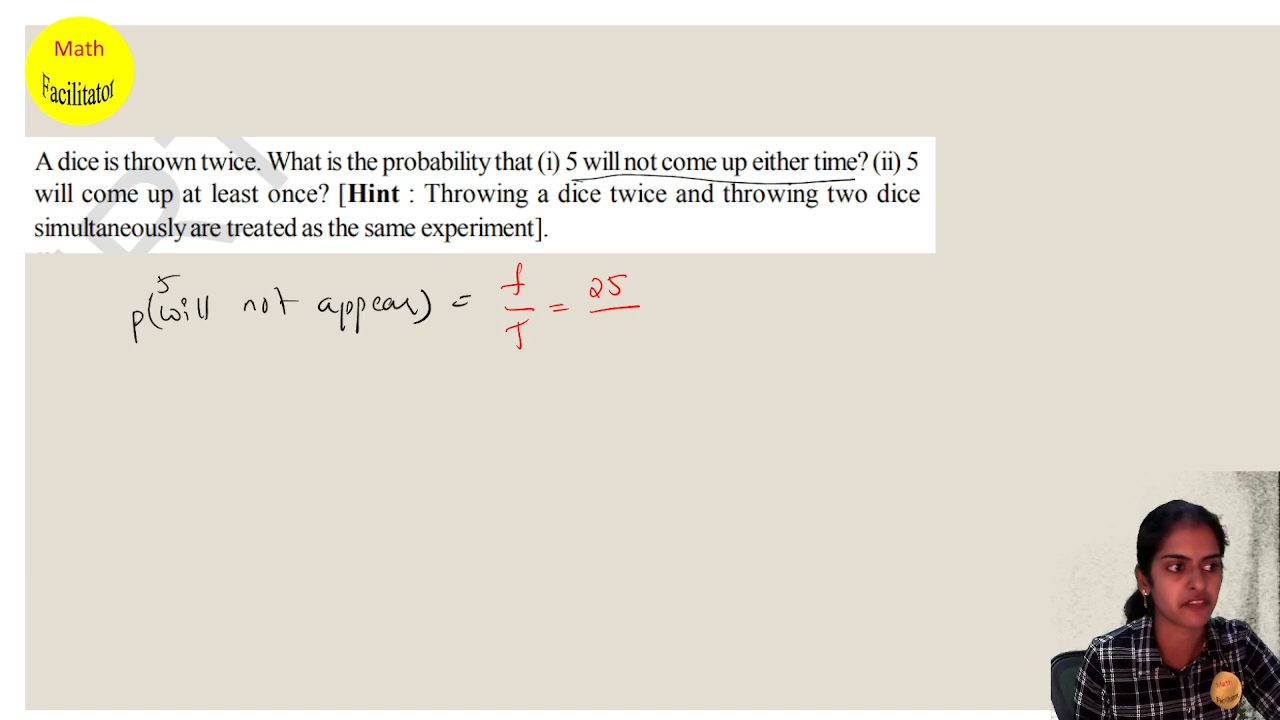 Math
Facilitator
A dice is thrown twice. What is the probability that (i) 5 will not come up either time? (ii) 5
will come up at least once? [Hint : Throwing a dice twice and throwing two dice
simultaneously are treated as the same experiment].
5
p(will not appear) = f/T = 25/
Math
Facilitator